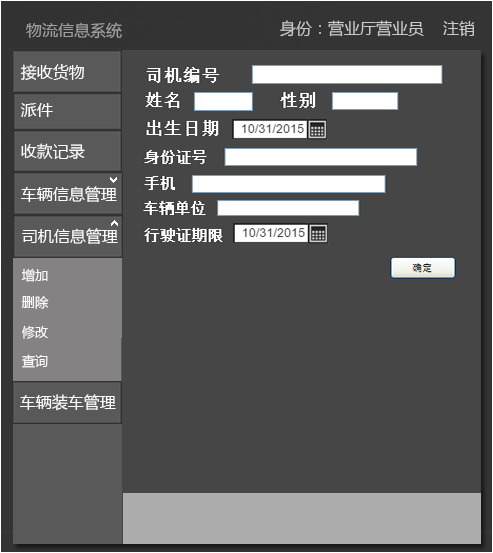 物流信息系统
身份：营业厅营业员 注销
接收货物
派件
收款记录
车辆信息管理
司机信息管理
增加
删除
修改
查询
车辆装车管理
司机编号
姓名 性别
出生日期 10/31/2015
身份证号
手机
车辆单位
行驶证期限 10/31/2015
确定